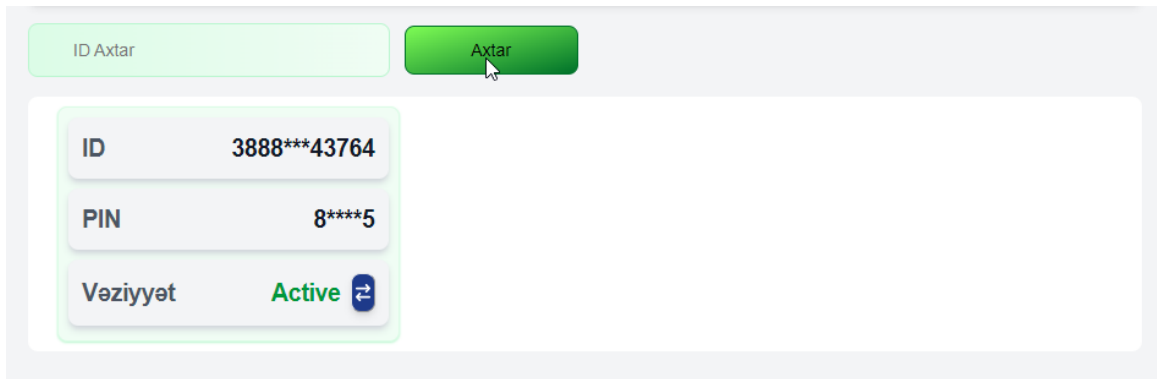 ID Axtar
Axtar
ID 3888***43764
PIN 8****5
Vəziyyət Active